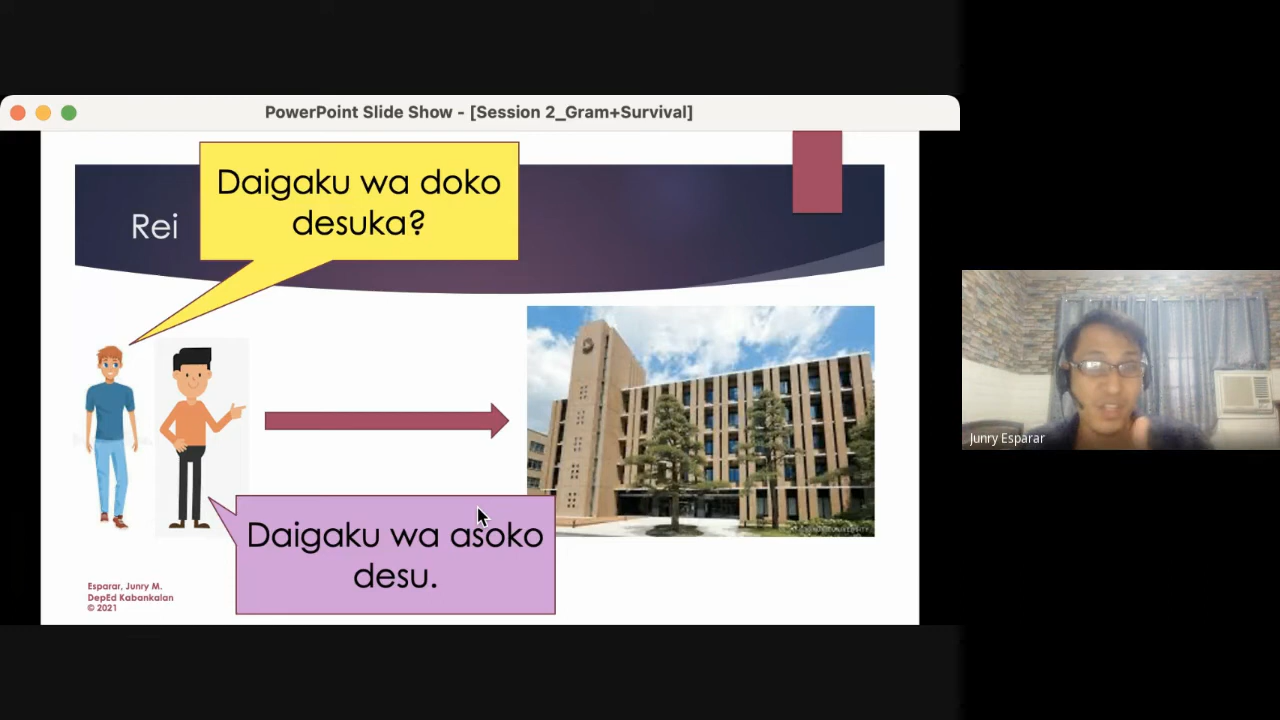 PowerPoint Slide Show - [Session 2_Gram+Survival]
Daigaku wa doko
desuka?
Rei
Daigaku wa asoko
desu.
Esparar, Junry M.
DepEd Kabankalan
© 2021
Junry Esparar